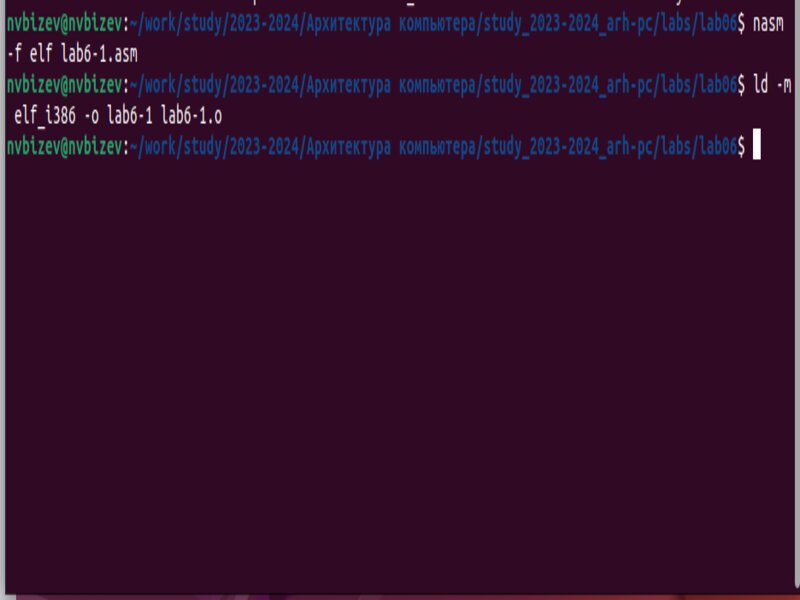 nvbizev@nvbizev:~/work/study/2023-2024/Архитектура компьютера/study_2023-2024_arh-pc/labs/lab06$ nasm
-f elf lab6-1.asm
nvbizev@nvbizev:~/work/study/2023-2024/Архитектура компьютера/study_2023-2024_arh-pc/labs/lab06$ ld -m
elf_i386 -o lab6-1 lab6-1.o
nvbizev@nvbizev:~/work/study/2023-2024/Архитектура компьютера/study_2023-2024_arh-pc/labs/lab06$